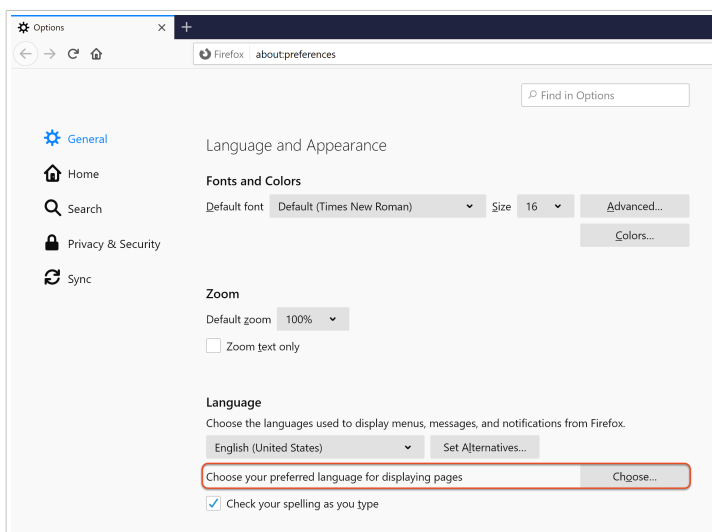 Options
Firefox about:preferences
Find in Options
General
Home
Search
Privacy & Security
Sync
Language and Appearance
Fonts and Colors
Default font Default (Times New Roman) Size 16 Advanced...
Colors...
Zoom
Default zoom 100%
Zoom text only
Language
Choose the languages used to display menus, messages, and notifications from Firefox.
English (United States) Set Alternatives...
Choose your preferred language for displaying pages Choose...
Check your spelling as you type